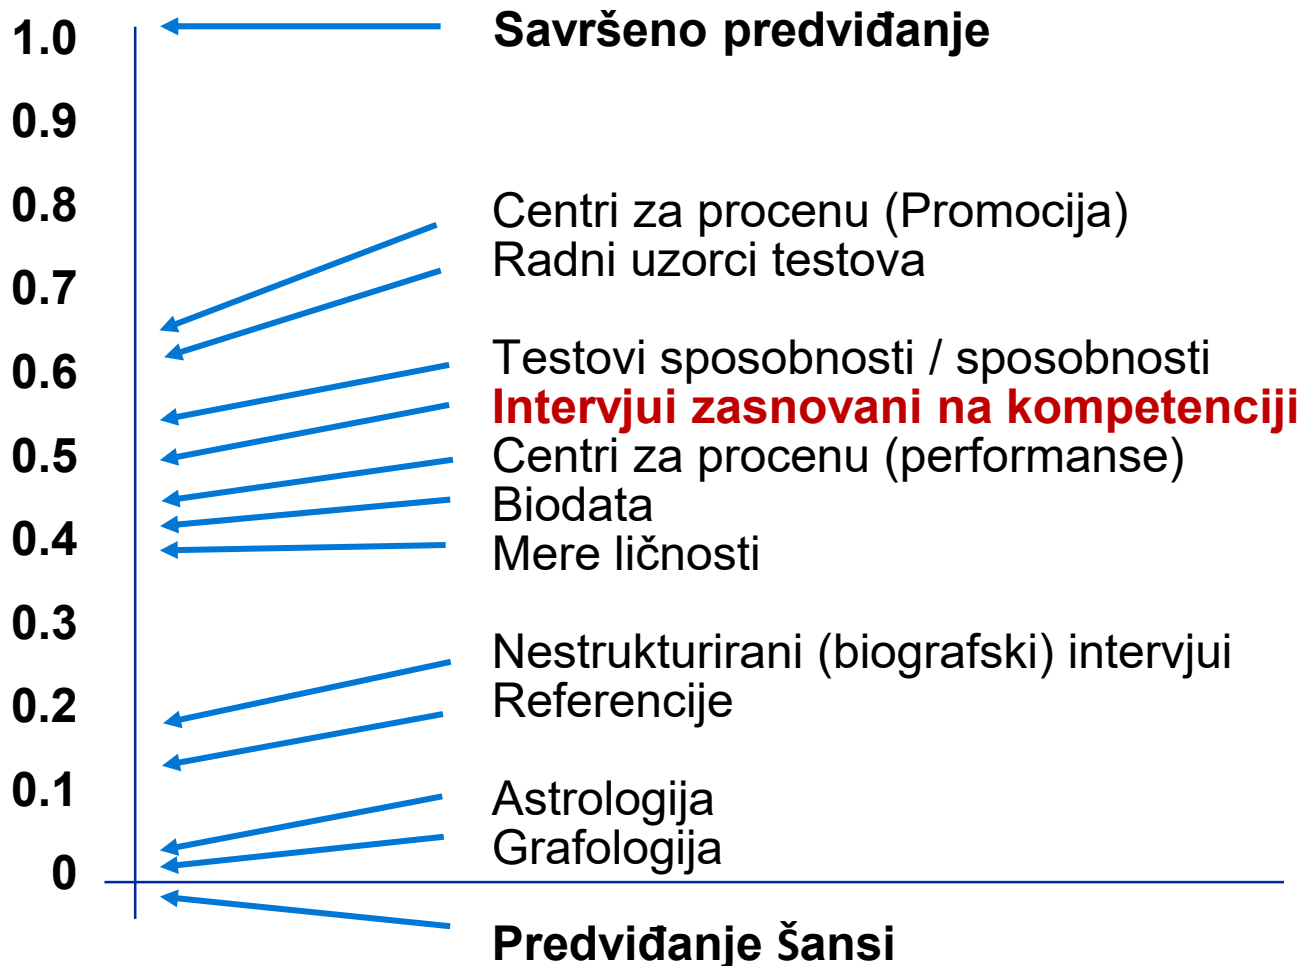 1.0
Savršeno predviđanje
0.9
0.8
Centri za procenu (Promocija)
Radni uzorci testova
0.7
0.6
Testovi sposobnosti / sposobnosti
Intervjui zasnovani na kompetenciji
0.5
Centri za procenu (performanse)
Biodata
0.4
Mere ličnosti
0.3
Nestrukturirani (biografski) intervjui
0.2
Referencije
0.1
Astrologija
Grafologija
0
Predviđanje šansi